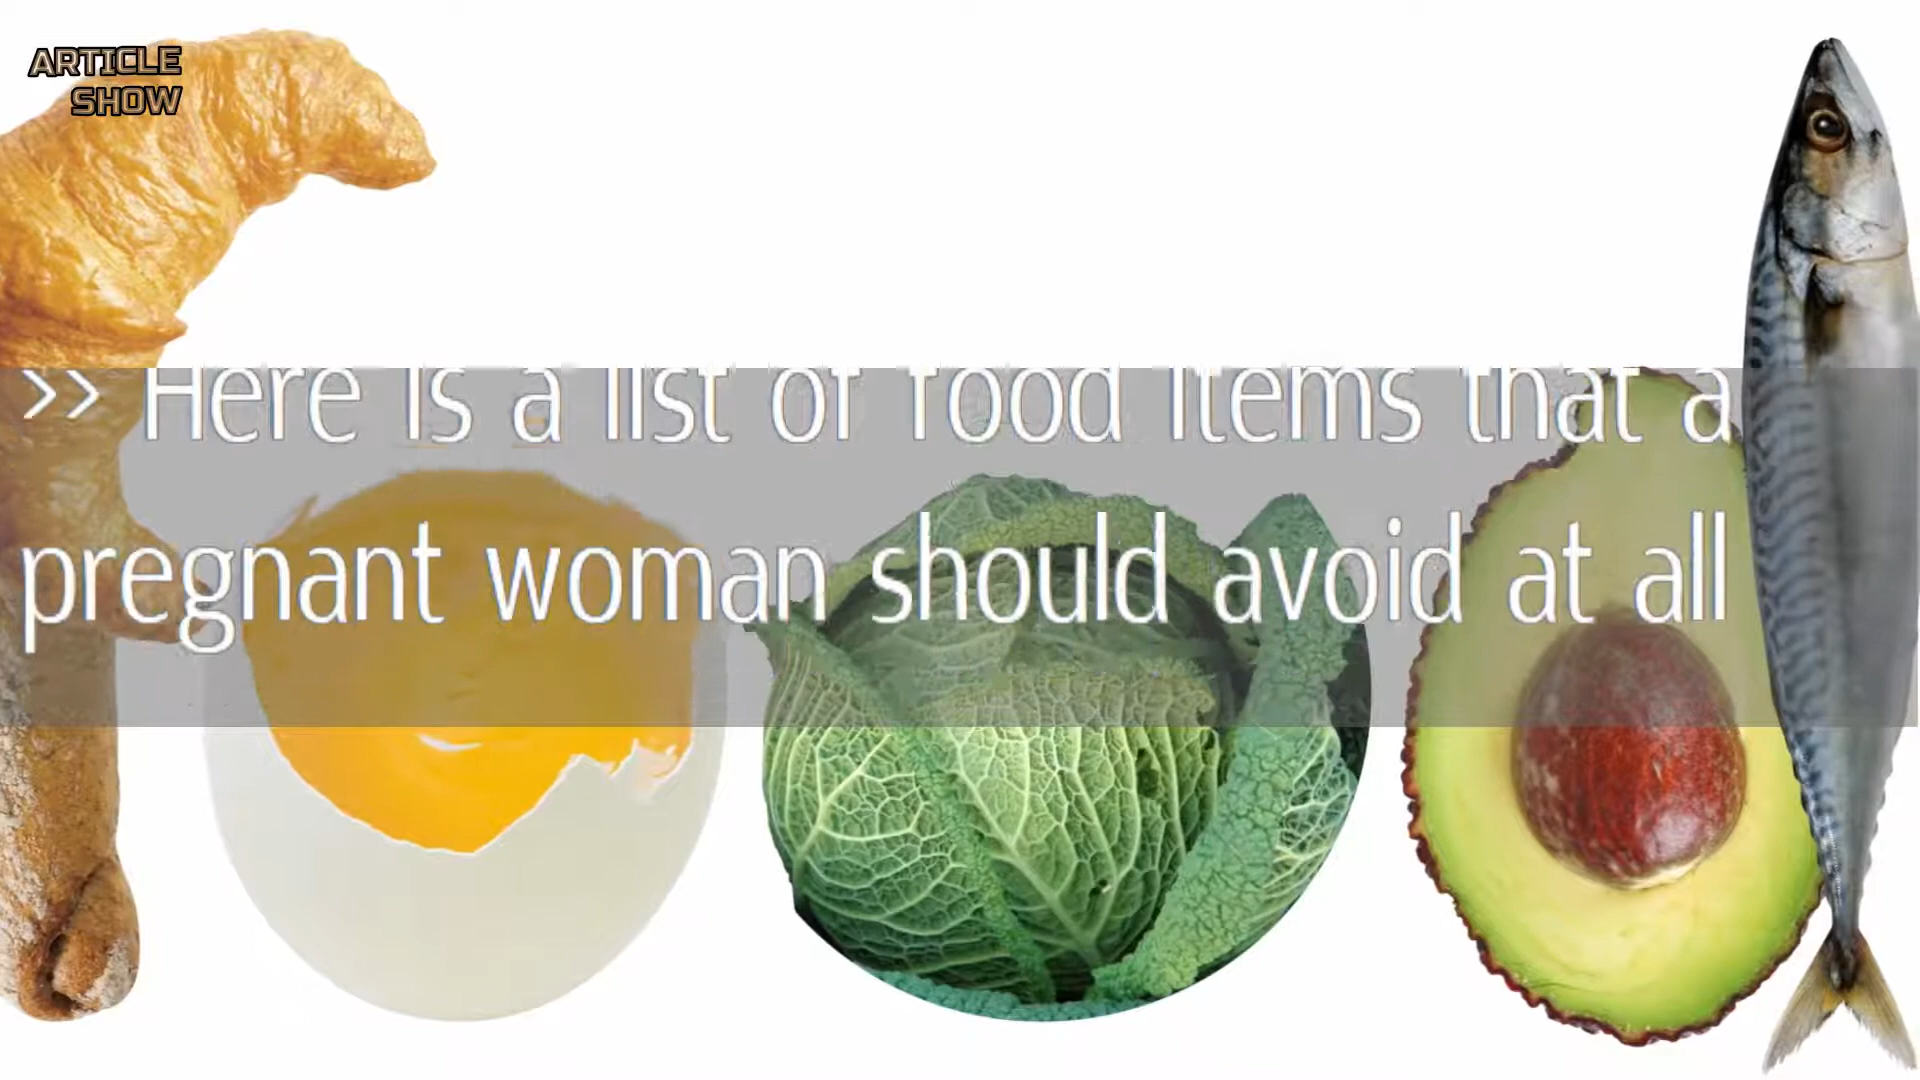 ARTICLE
SHOW
>> Here is a list of food items that a
pregnant woman should avoid at all